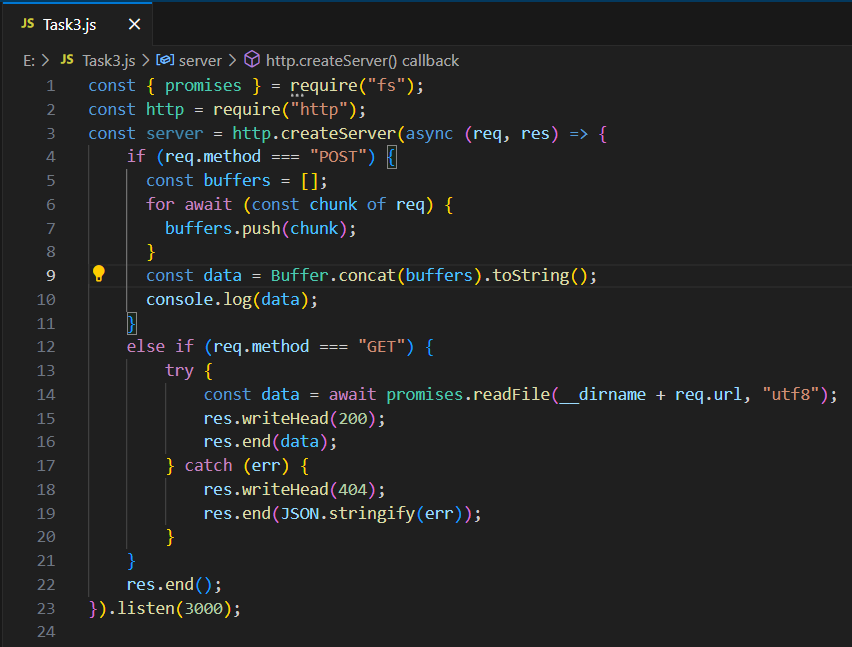 JS Task3.js ×
E: > JS Task3.js > server > http.createServer() callback
1 const { promises } = require("fs");
2 const http = require("http");
3 const server = http.createServer(async (req, res) => {
4     if (req.method === "POST") {
5       const buffers = [];
6       for await (const chunk of req) {
7         buffers.push(chunk);
8       }
9       const data = Buffer.concat(buffers).toString();
10       console.log(data);
11     }
12     else if (req.method === "GET") {
13         try {
14             const data = await promises.readFile(__dirname + req.url, "utf8");
15             res.writeHead(200);
16             res.end(data);
17         } catch (err) {
18             res.writeHead(404);
19             res.end(JSON.stringify(err));
20         }
21     }
22     res.end();
23 }).listen(3000);
24